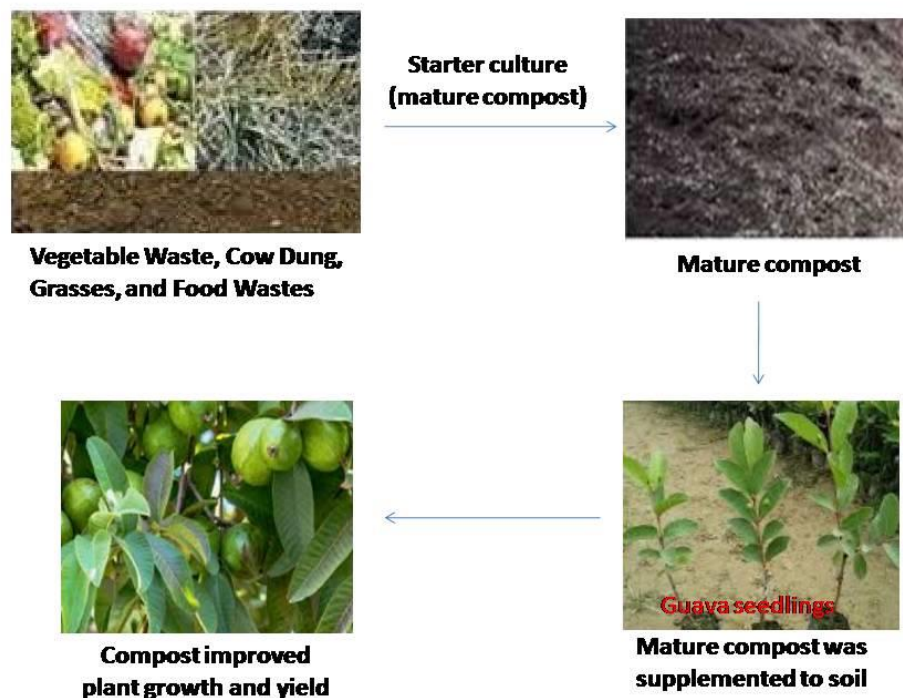 Starter culture
(mature compost)
Vegetable Waste, Cow Dung,
Grasses, and Food Wastes
Mature compost
Guava seedlings
Mature compost was
supplemented to soil
Compost improved
plant growth and yield